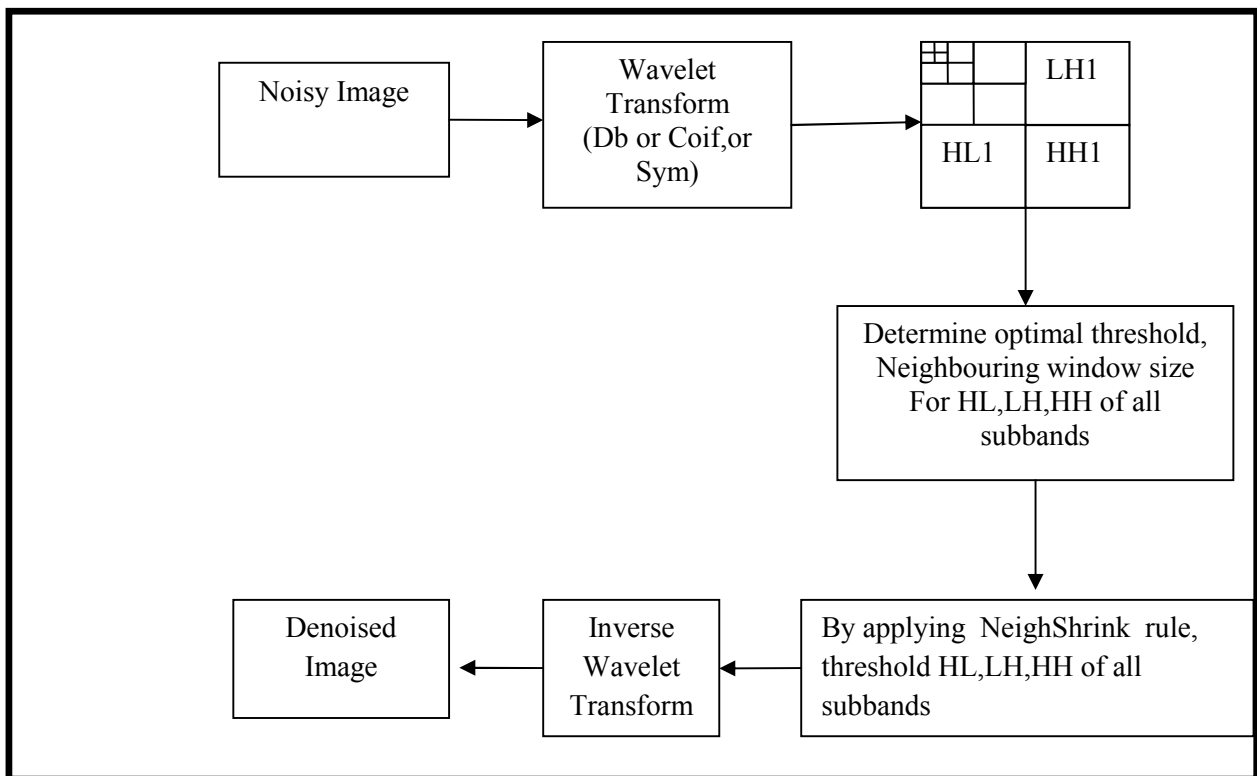 Noisy Image
Wavelet
Transform
(Db or Coif,or
Sym)
LH1
HL1
HH1
Determine optimal threshold,
Neighbouring window size
For HL,LH,HH of all
subbands
By applying NeighShrink rule,
threshold HL,LH,HH of all
subbands
Inverse
Wavelet
Transform
Denoised
Image